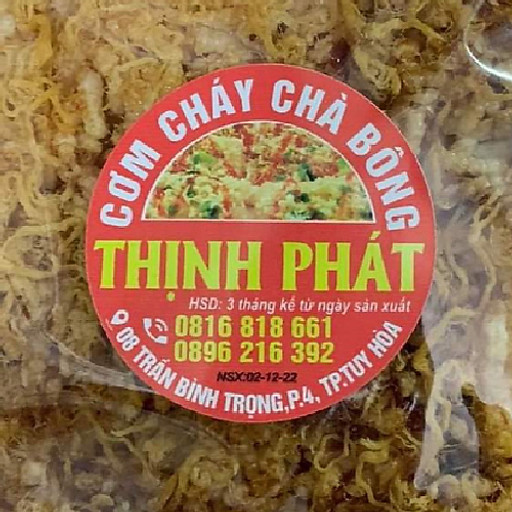 CƠM CHÁY CHÀ BÔNG
THỊNH PHÁT
HSD: 3 tháng kể từ ngày sản xuất
0816 818 661
0896 216 392
NSX:02-12-22
08 TRẦN BÌNH TRỌNG,P.4, TP.TUY HÒA